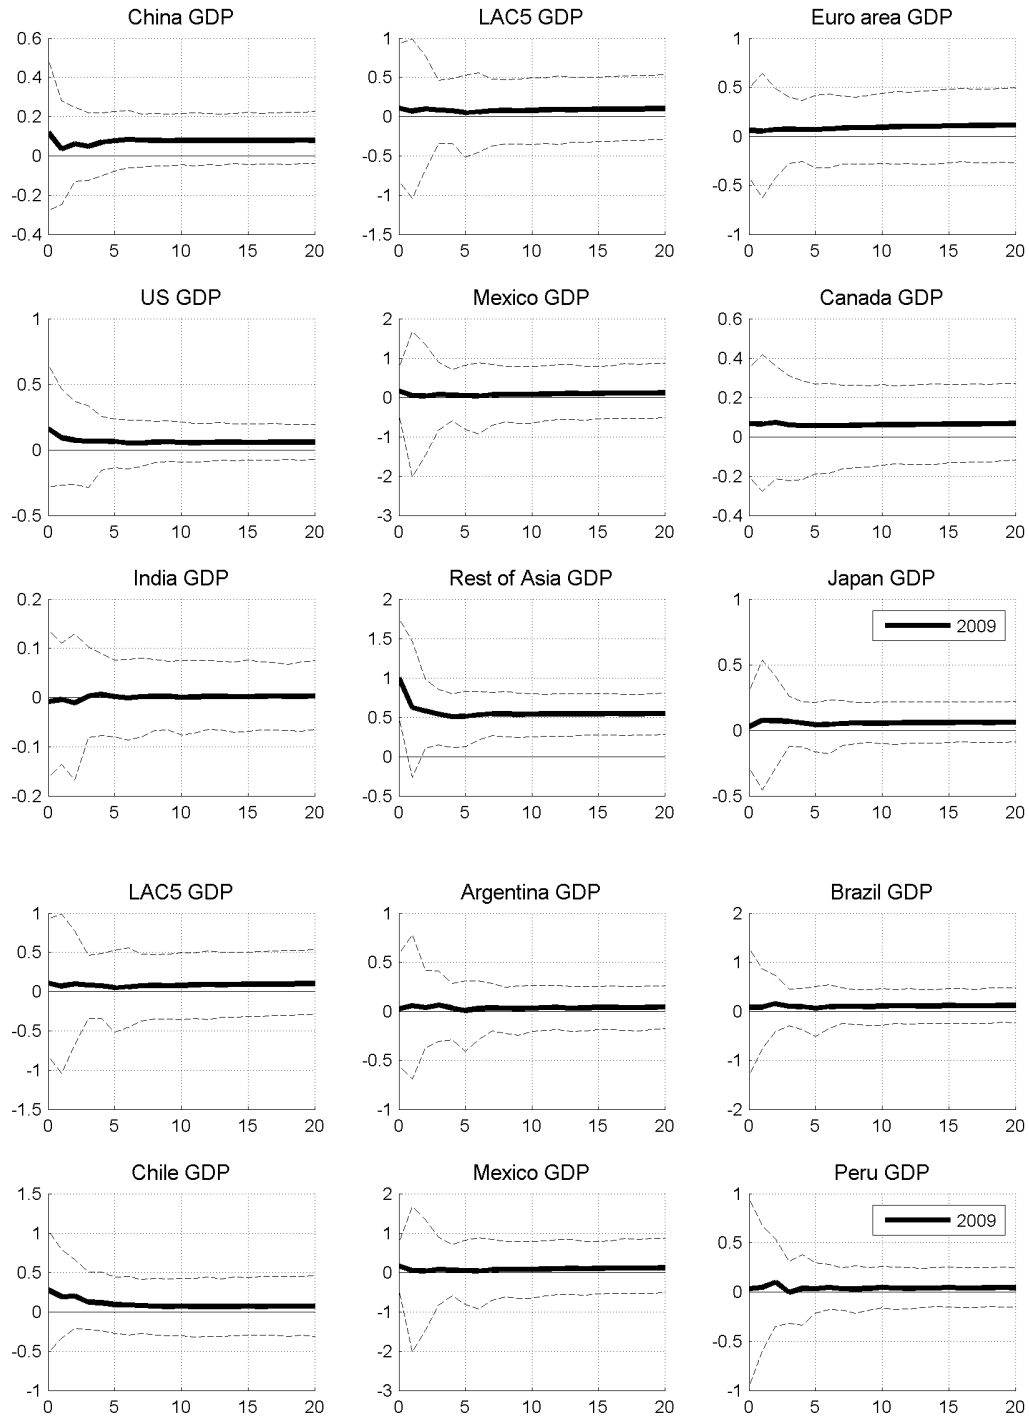 China GDP
0.6
0.4
0.2
0
-0.2
-0.4
0 5 10 15 20
LAC5 GDP
1
0.5
0
-0.5
-1
-1.5
0 5 10 15 20
Euro area GDP
1
0.5
0
-0.5
-1
0 5 10 15 20
US GDP
1
0.5
0
-0.5
0 5 10 15 20
Mexico GDP
2
1
0
-1
-2
-3
0 5 10 15 20
Canada GDP
0.6
0.4
0.2
0
-0.2
-0.4
0 5 10 15 20
India GDP
0.2
0.1
0
-0.1
-0.2
0 5 10 15 20
Rest of Asia GDP
2
1.5
1
0.5
0
-0.5
0 5 10 15 20
Japan GDP
2009
1
0.5
0
-0.5
0 5 10 15 20
LAC5 GDP
1
0.5
0
-0.5
-1
-1.5
0 5 10 15 20
Argentina GDP
1
0.5
0
-0.5
-1
0 5 10 15 20
Brazil GDP
2
1
0
-1
-2
0 5 10 15 20
Chile GDP
1.5
1
0.5
0
-0.5
-1
0 5 10 15 20
Mexico GDP
2
1
0
-1
-2
-3
0 5 10 15 20
Peru GDP
2009
1
0.5
0
-0.5
-1
0 5 10 15 20